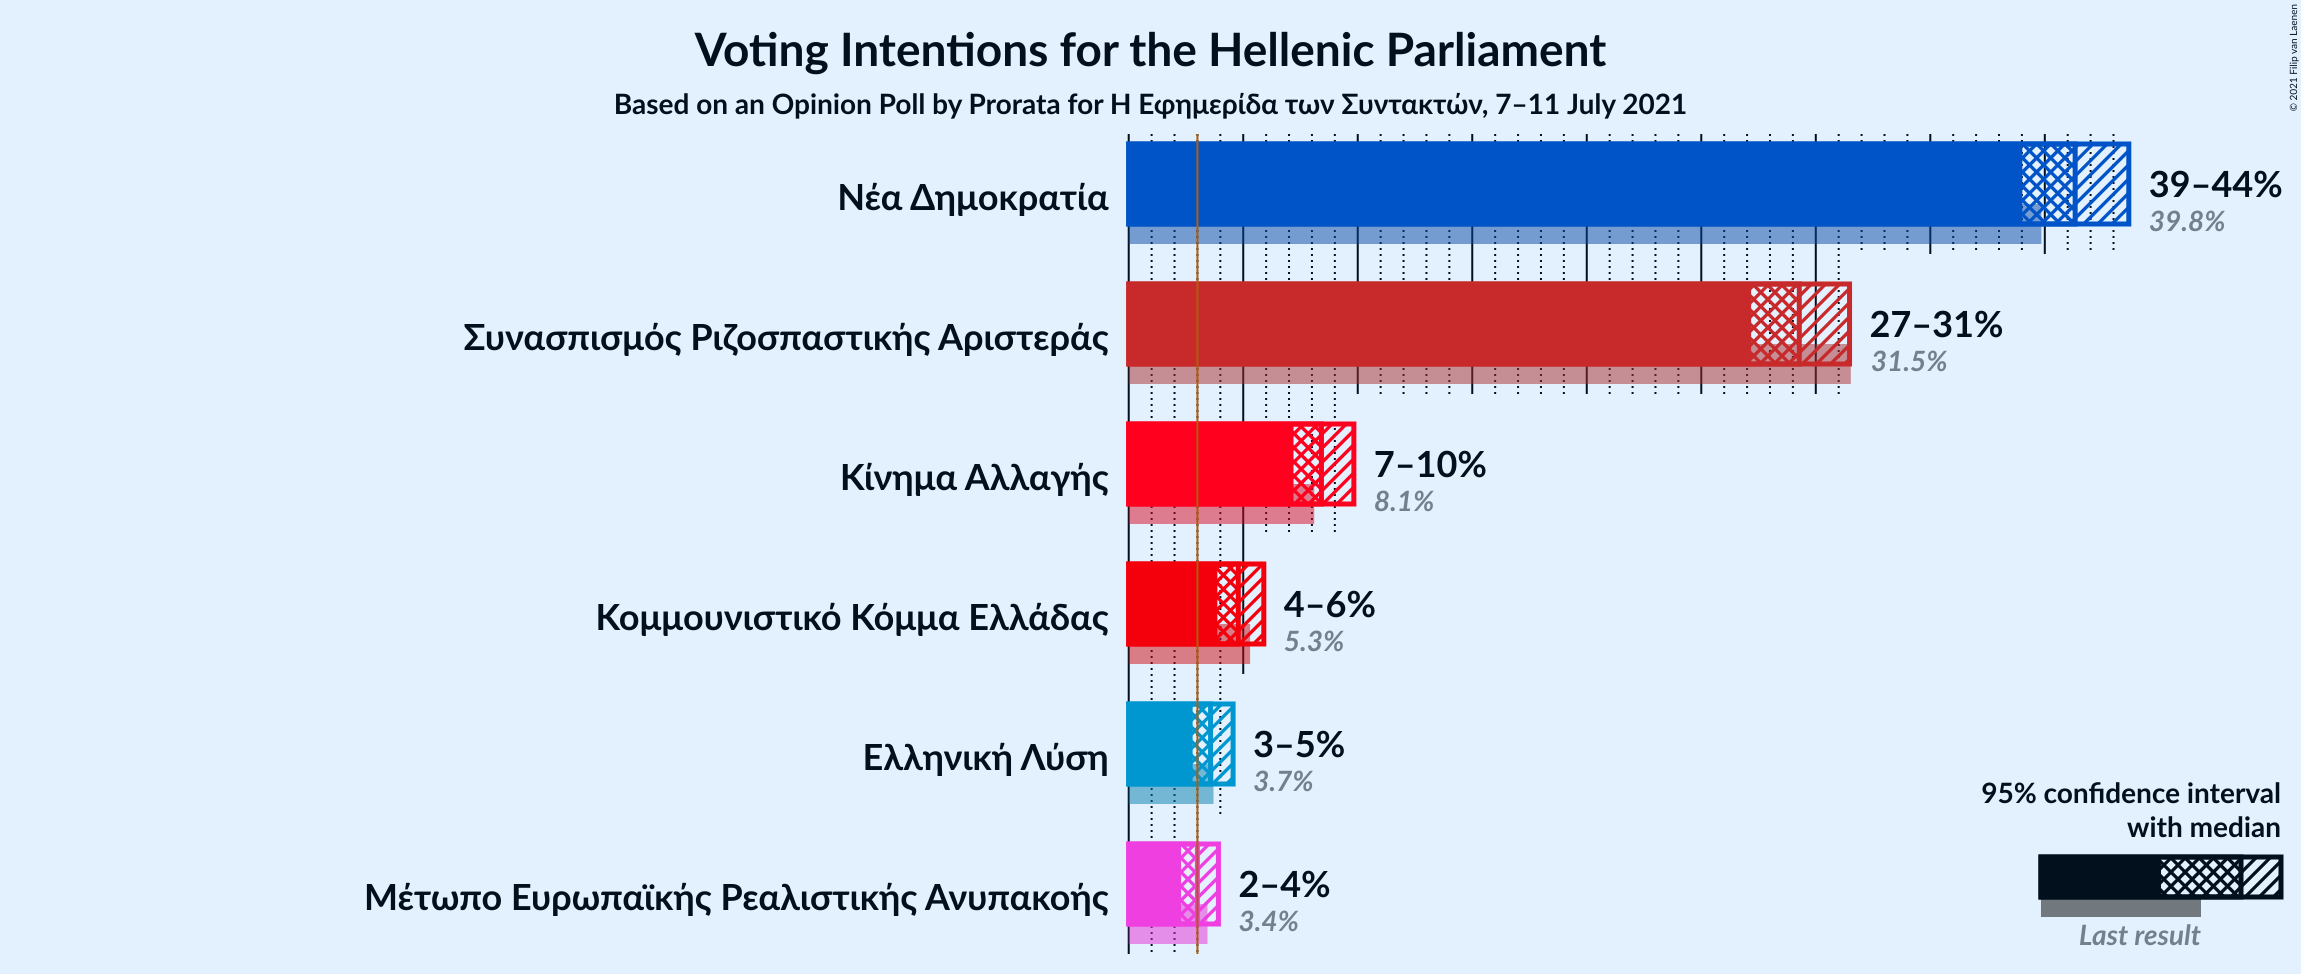 Voting Intentions for the Hellenic Parliament
Based on an Opinion Poll by Prorata for Η Εφημερίδα των Συντακτών, 7–11 July 2021
© 2021 Filip van Laenen
Νέα Δημοκρατία
39–44%
39.8%
Συνασπισμός Ριζοσπαστικής Αριστεράς
27–31%
31.5%
Κίνημα Αλλαγής
7–10%
8.1%
Κομμουνιστικό Κόμμα Ελλάδας
4–6%
5.3%
Ελληνική Λύση
3–5%
3.7%
Μέτωπο Ευρωπαϊκής Ρεαλιστικής Ανυπακοής
2–4%
3.4%
95% confidence interval
with median
Last result